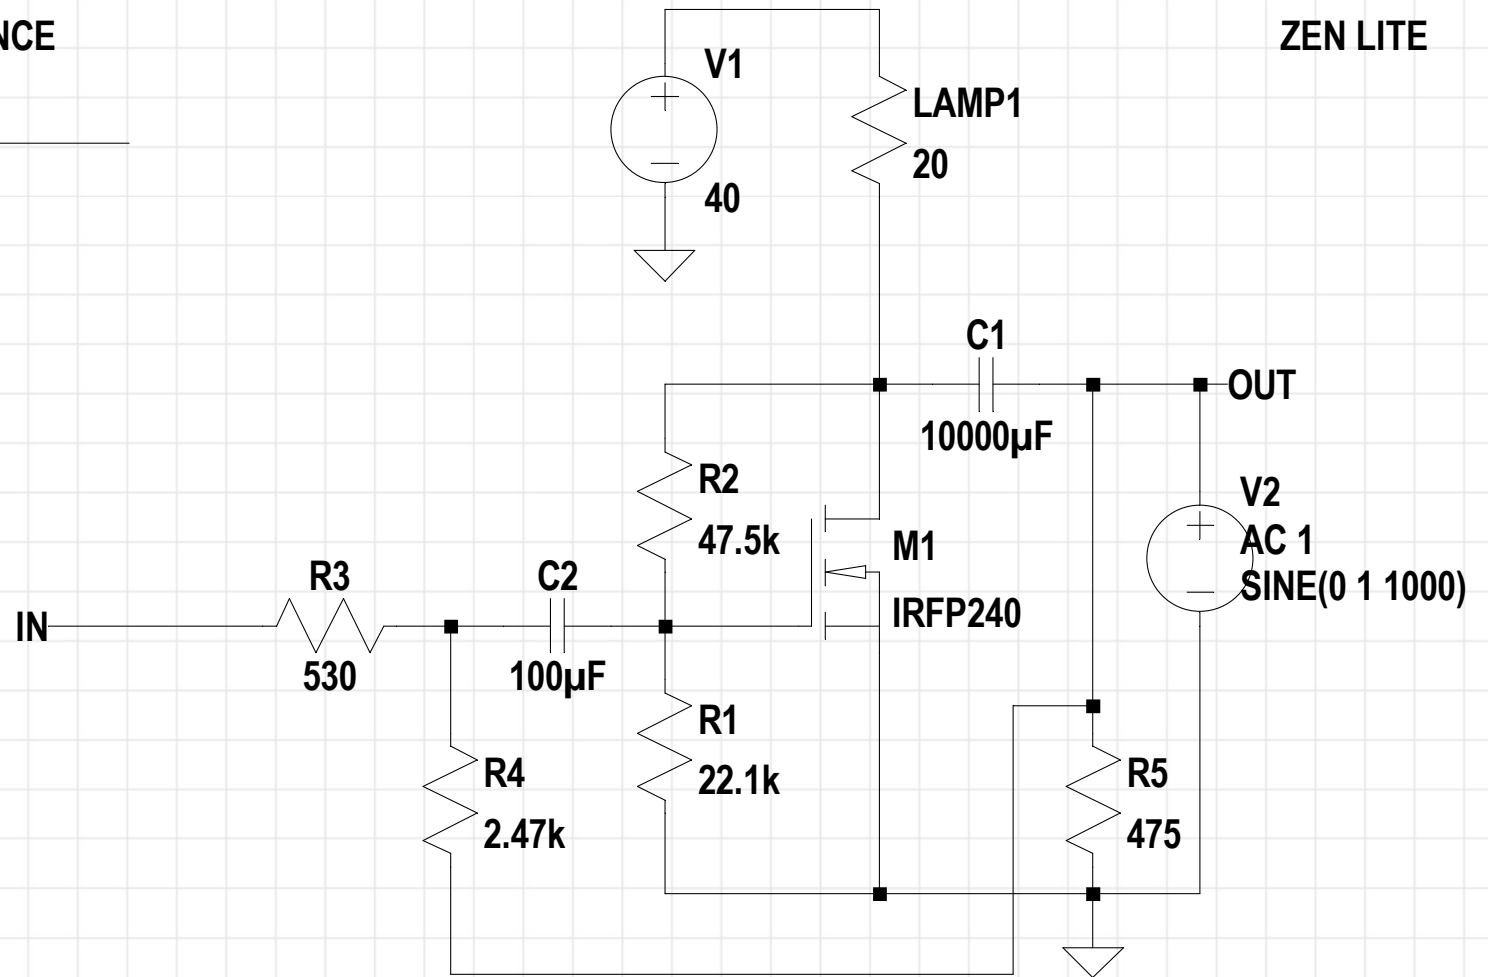 ZEN LITE
V1
40
LAMP1
20
C1
10000µF
OUT
R2
47.5k
M1
IRFP240
V2
AC 1
SINE(0 1 1000)
R3
530
C2
100µF
IN
R1
22.1k
R4
2.47k
R5
475